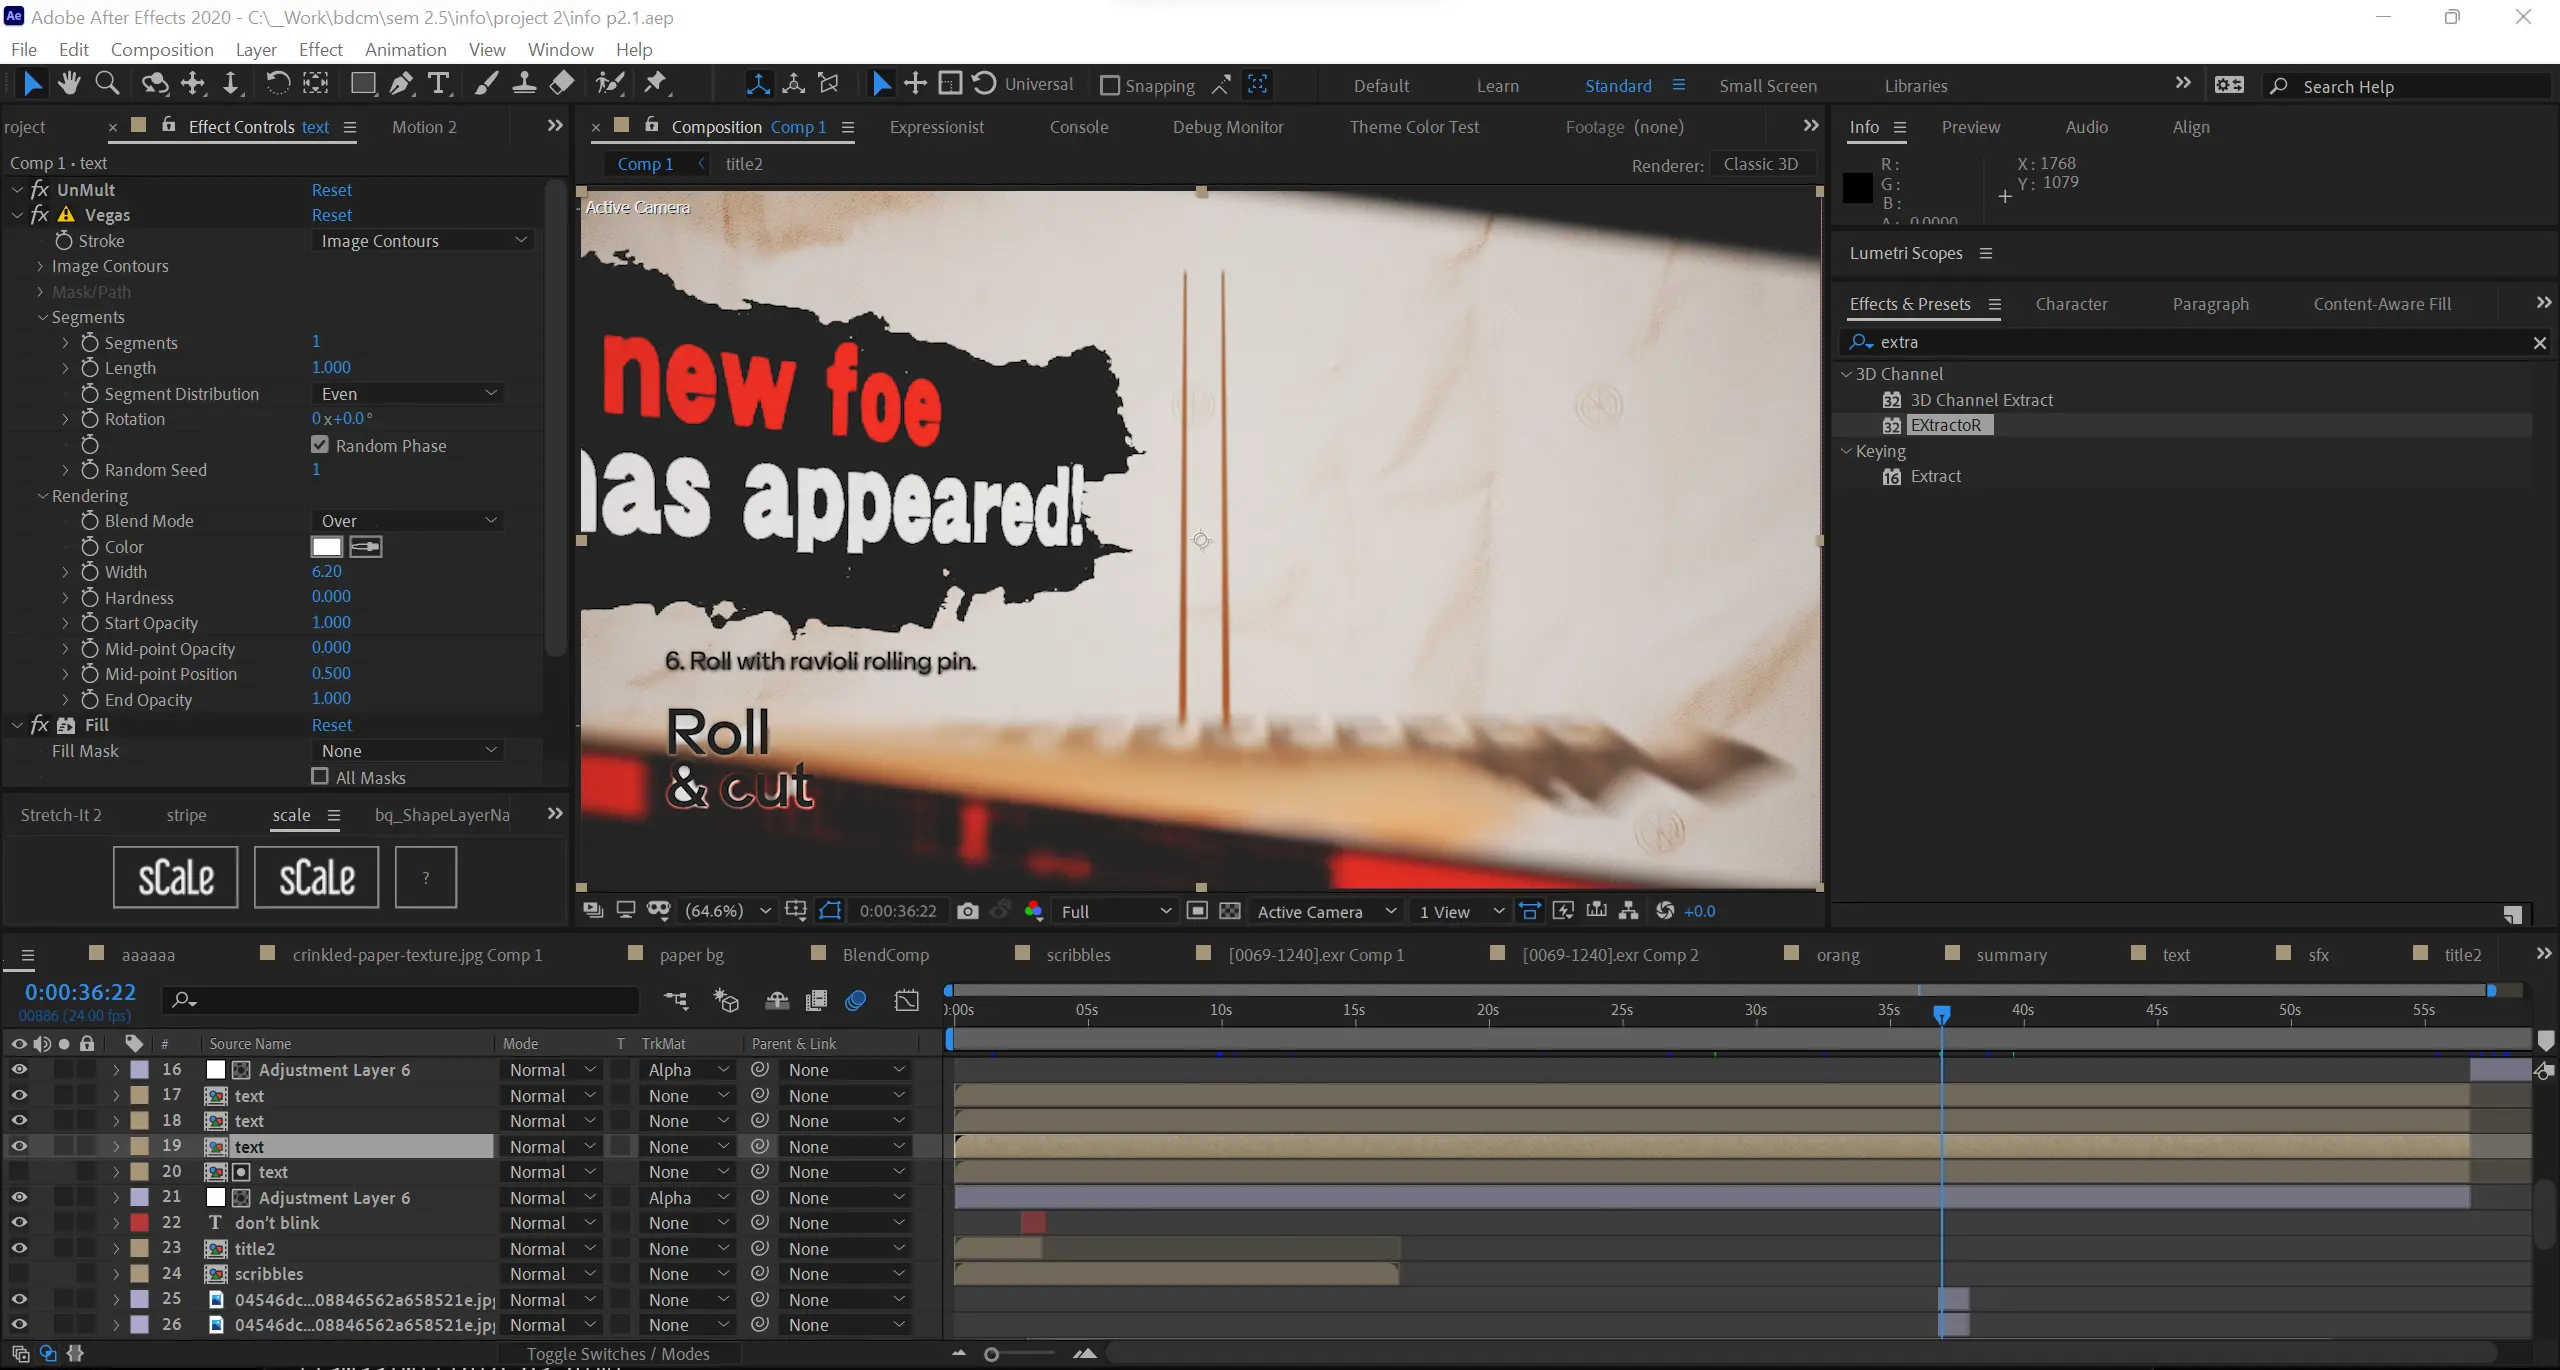 Ae Adobe After Effects 2020 - C:\__Work\bdcm\sem 2.5\info\project 2\info p2.1.aep
File Edit Composition Layer Effect Animation View Window Help
Universal Snapping Default Learn Standard Small Screen Libraries Search Help
roject Effect Controls text Motion 2
Composition Comp 1 Expressionist Console Debug Monitor Theme Color Test Footage (none)
Info Preview Audio Align
Comp 1 • text
Comp 1 title2 Renderer: Classic 3D
R: X: 1768
G: Y: 1079
B:
A: 0.0000
UnMult Reset
Vegas Reset
Stroke Image Contours
Image Contours
Mask/Path
Segments
Segments 1
Length 1.000
Segment Distribution Even
Rotation 0x+0.0°
Random Phase
Random Seed 1
Rendering
Blend Mode Over
Color
Width 6.20
Hardness 0.000
Start Opacity 1.000
Mid-point Opacity 0.000
Mid-point Position 0.500
End Opacity 1.000
Fill Reset
Fill Mask None
All Masks
Stretch-It 2 stripe scale bq_ShapeLayerNa
sCaLe sCaLe ?
Active Camera
new foe
has appeared!
6. Roll with ravioli rolling pin.
Roll
& cut
(64.6%) 0:00:36:22 Full Active Camera 1 View +0.0
Lumetri Scopes
Effects & Presets Character Paragraph Content-Aware Fill
extra
3D Channel
32 3D Channel Extract
32 EXtractoR
Keying
16 Extract
aaaaaa crinkled-paper-texture.jpg Comp 1 paper bg BlendComp scribbles [0069-1240].exr Comp 1 [0069-1240].exr Comp 2 orang summary text sfx title2
0:00:36:22
00886 (24.00 fps)
):00s 05s 10s 15s 20s 25s 30s 35s 40s 45s 50s 55s
# Source Name Mode T TrkMat Parent & Link
16 Adjustment Layer 6 Normal Alpha None
17 text Normal None None
18 text Normal None None
19 text Normal None None
20 text Normal None None
21 Adjustment Layer 6 Normal Alpha None
22 T don't blink Normal None None
23 title2 Normal None None
24 scribbles Normal None None
25 04546dc...08846562a658521e.jpg Normal None None
26 04546dc...08846562a658521e.jpg Normal None None
Toggle Switches / Modes